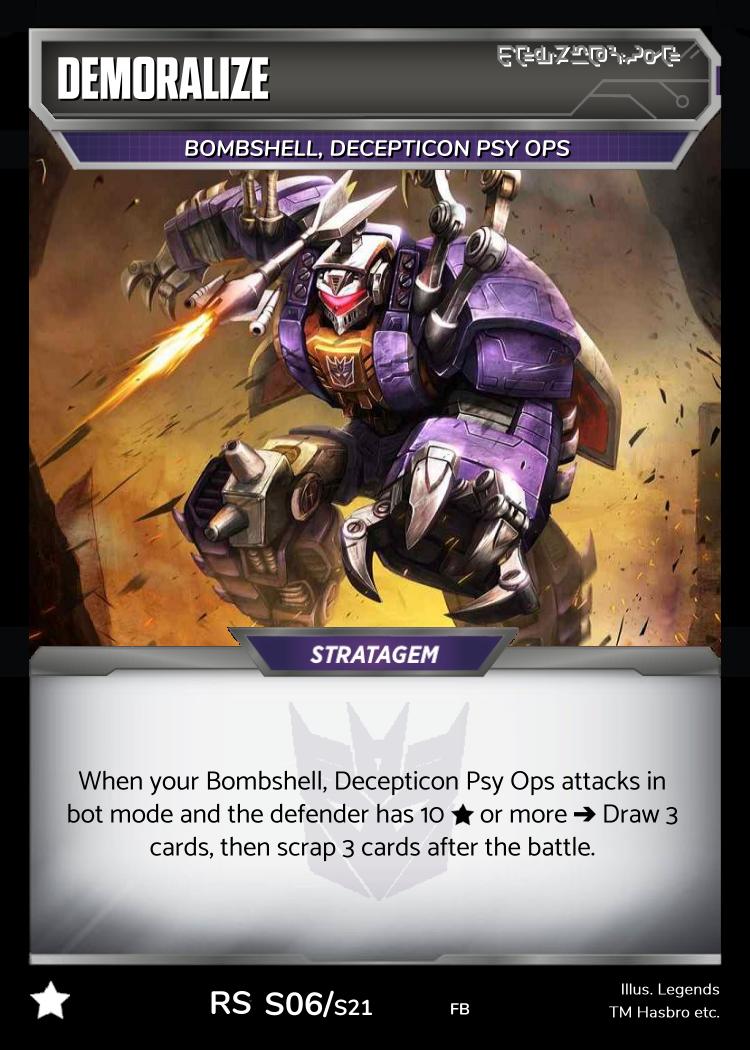 DEMORALIZE
BOMBSHELL, DECEPTICON PSY OPS
STRATAGEM
When your Bombshell, Decepticon Psy Ops attacks in
bot mode and the defender has 10 ★ or more ➔ Draw 3
cards, then scrap 3 cards after the battle.
RS S06/S21
FB
Illus. Legends
TM Hasbro etc.